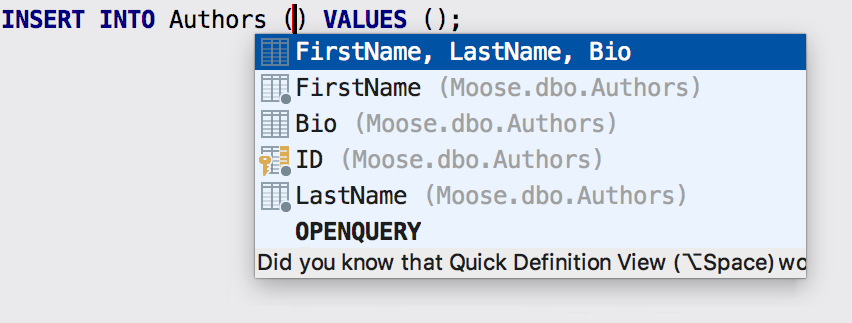 INSERT INTO Authors () VALUES ();
FirstName, LastName, Bio
FirstName (Moose.dbo.Authors)
Bio (Moose.dbo.Authors)
ID (Moose.dbo.Authors)
LastName (Moose.dbo.Authors)
OPENQUERY
Did you know that Quick Definition View (⌥Space) wo